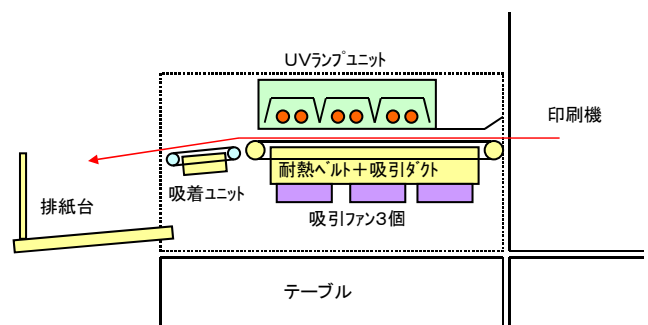 UVランプユニット
印刷機
耐熱ベルト＋吸引ダクト
吸着ユニット
排紙台
吸引ファン3個
テーブル